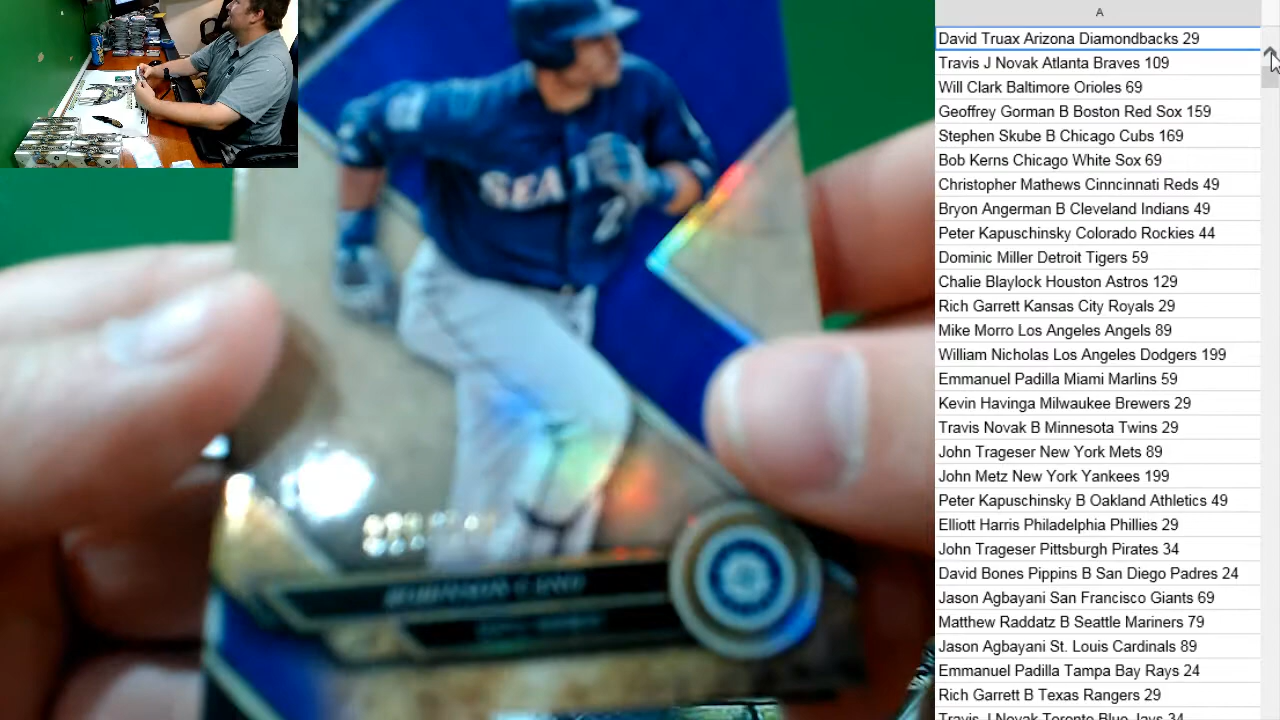 SEA
2
ROBINSON CANO
A
David Truax Arizona Diamondbacks 29
Travis J Novak Atlanta Braves 109
Will Clark Baltimore Orioles 69
Geoffrey Gorman B Boston Red Sox 159
Stephen Skube B Chicago Cubs 169
Bob Kerns Chicago White Sox 69
Christopher Mathews Cinncinnati Reds 49
Bryon Angerman B Cleveland Indians 49
Peter Kapuschinsky Colorado Rockies 44
Dominic Miller Detroit Tigers 59
Chalie Blaylock Houston Astros 129
Rich Garrett Kansas City Royals 29
Mike Morro Los Angeles Angels 89
William Nicholas Los Angeles Dodgers 199
Emmanuel Padilla Miami Marlins 59
Kevin Havinga Milwaukee Brewers 29
Travis Novak B Minnesota Twins 29
John Trageser New York Mets 89
John Metz New York Yankees 199
Peter Kapuschinsky B Oakland Athletics 49
Elliott Harris Philadelphia Phillies 29
John Trageser Pittsburgh Pirates 34
David Bones Pippins B San Diego Padres 24
Jason Agbayani San Francisco Giants 69
Matthew Raddatz B Seattle Mariners 79
Jason Agbayani St. Louis Cardinals 89
Emmanuel Padilla Tampa Bay Rays 24
Rich Garrett B Texas Rangers 29
Travis J Novak Toronto Blue Jays 34